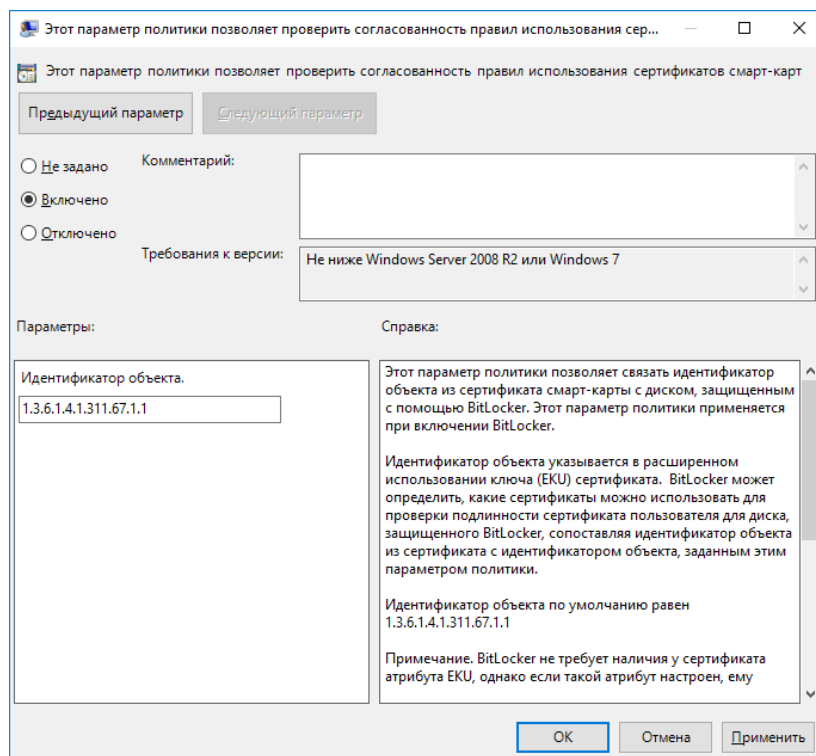 Этот параметр политики позволяет проверить согласованность правил использования сер...
Этот параметр политики позволяет проверить согласованность правил использования сертификатов смарт-карт
Предыдущий параметр
Следующий параметр
Не задано
Комментарий:
Включено
Отключено
Требования к версии:
Не ниже Windows Server 2008 R2 или Windows 7
Параметры:
Справка:
Идентификатор объекта.
1.3.6.1.4.1.311.67.1.1
Этот параметр политики позволяет связать идентификатор
объекта из сертификата смарт-карты с диском, защищенным
с помощью BitLocker. Этот параметр политики применяется
при включении BitLocker.
Идентификатор объекта указывается в расширенном
использовании ключа (EKU) сертификата.  BitLocker может
определить, какие сертификаты можно использовать для
проверки подлинности сертификата пользователя для диска,
защищенного BitLocker, сопоставляя идентификатор объекта
из сертификата с идентификатором объекта, заданным этим
параметром политики.
Идентификатор объекта по умолчанию равен
1.3.6.1.4.1.311.67.1.1
Примечание. BitLocker не требует наличия у сертификата
атрибута EKU, однако если такой атрибут настроен, ему
ОК
Отмена
Применить